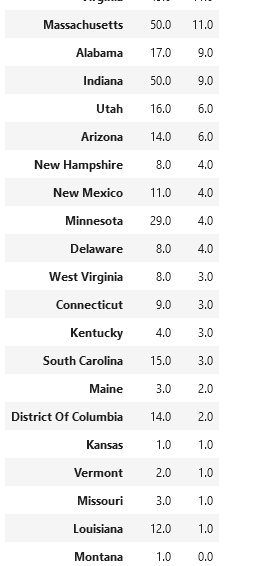 Massachusetts 50.0 11.0
Alabama 17.0 9.0
Indiana 50.0 9.0
Utah 16.0 6.0
Arizona 14.0 6.0
New Hampshire 8.0 4.0
New Mexico 11.0 4.0
Minnesota 29.0 4.0
Delaware 8.0 4.0
West Virginia 8.0 3.0
Connecticut 9.0 3.0
Kentucky 4.0 3.0
South Carolina 15.0 3.0
Maine 3.0 2.0
District Of Columbia 14.0 2.0
Kansas 1.0 1.0
Vermont 2.0 1.0
Missouri 3.0 1.0
Louisiana 12.0 1.0
Montana 1.0 0.0